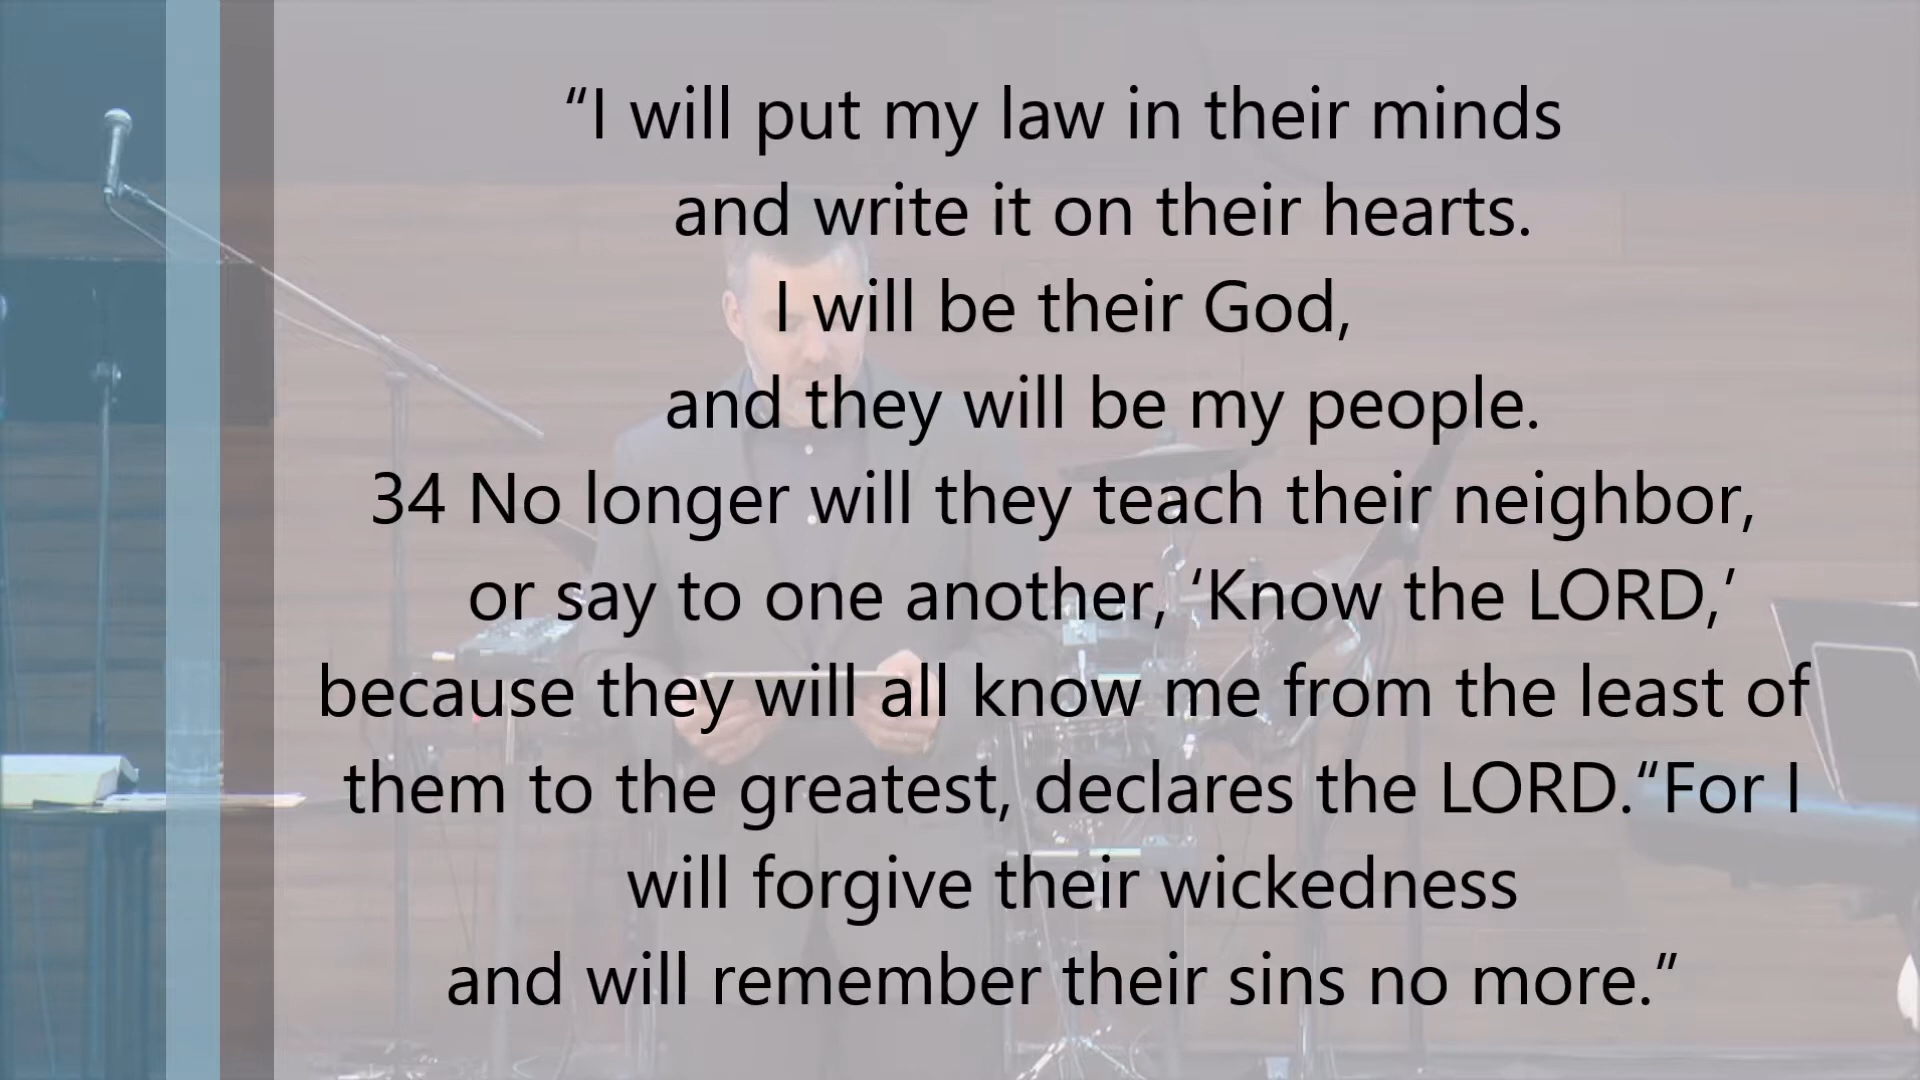 “I will put my law in their minds
and write it on their hearts.
I will be their God,
and they will be my people.
34 No longer will they teach their neighbor,
or say to one another, ‘Know the LORD,’
because they will all know me from the least of
them to the greatest, declares the LORD.“For I
will forgive their wickedness
and will remember their sins no more.”